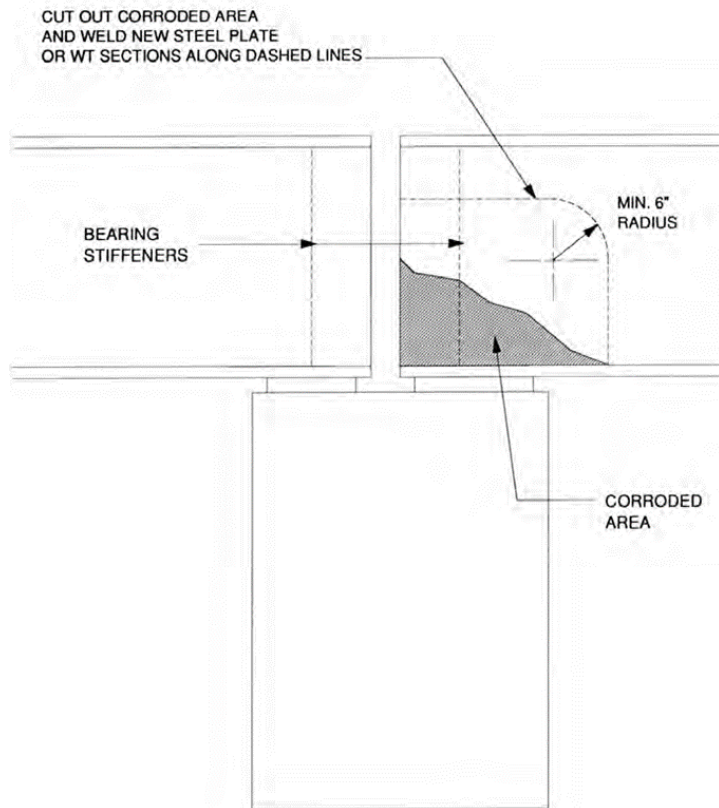 CUT OUT CORRODED AREA
AND WELD NEW STEEL PLATE
OR WT SECTIONS ALONG DASHED LINES
MIN. 6"
RADIUS
BEARING
STIFFENERS
CORRODED
AREA